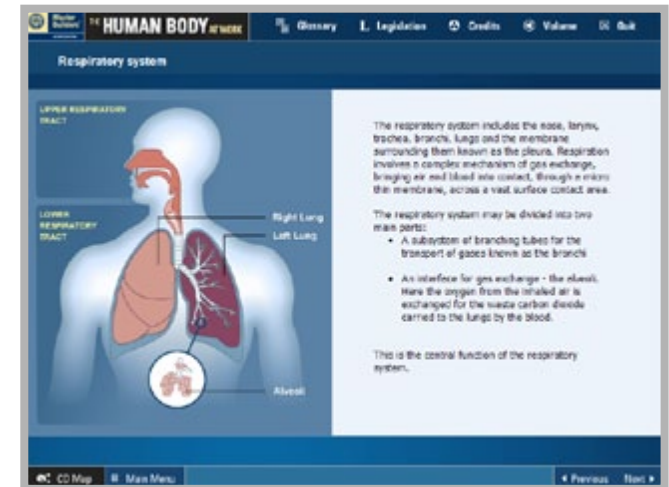 Master Builders THE HUMAN BODY AT WORK Glossary L Legislation Credits Volume Quit
Respiratory system
UPPER RESPIRATORY
TRACT
LOWER
RESPIRATORY
TRACT
Right Lung
Left Lung
Alveoli
The respiratory system includes the nose, larynx,
trachea, bronchi, lungs and the membrane
surrounding them known as the pleura. Respiration
involves a complex mechanism of gas exchange,
bringing air and blood into contact, through a micro
thin membrane, across a vast surface contact area.
The respiratory system may be divided into two
main parts:
• A subsystem of branching tubes for the
transport of gases known as the bronchi
• An interface for gas exchange - the alveoli.
Here the oxygen from the inhaled air is
exchanged for the waste carbon dioxide
carried to the lungs by the blood.
This is the central function of the respiratory
system.
CD Map Main Menu Previous Next